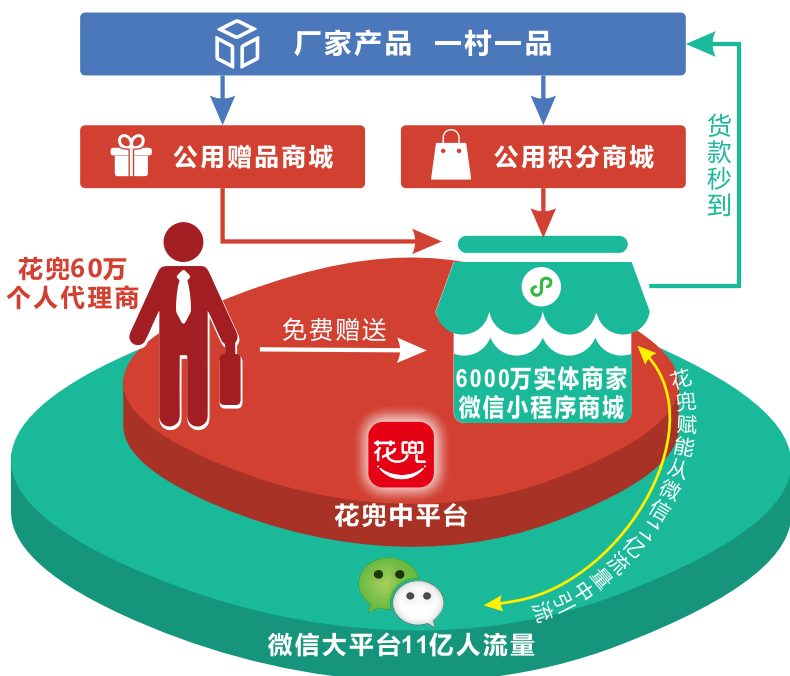 厂家产品 一村一品
公用赠品商城
公用积分商城
货款秒到
花兜60万
个人代理商
免费赠送
6000万实体商家
微信小程序商城
花兜赋能从微信11亿流量中引流
花兜
花兜中平台
微信大平台11亿人流量